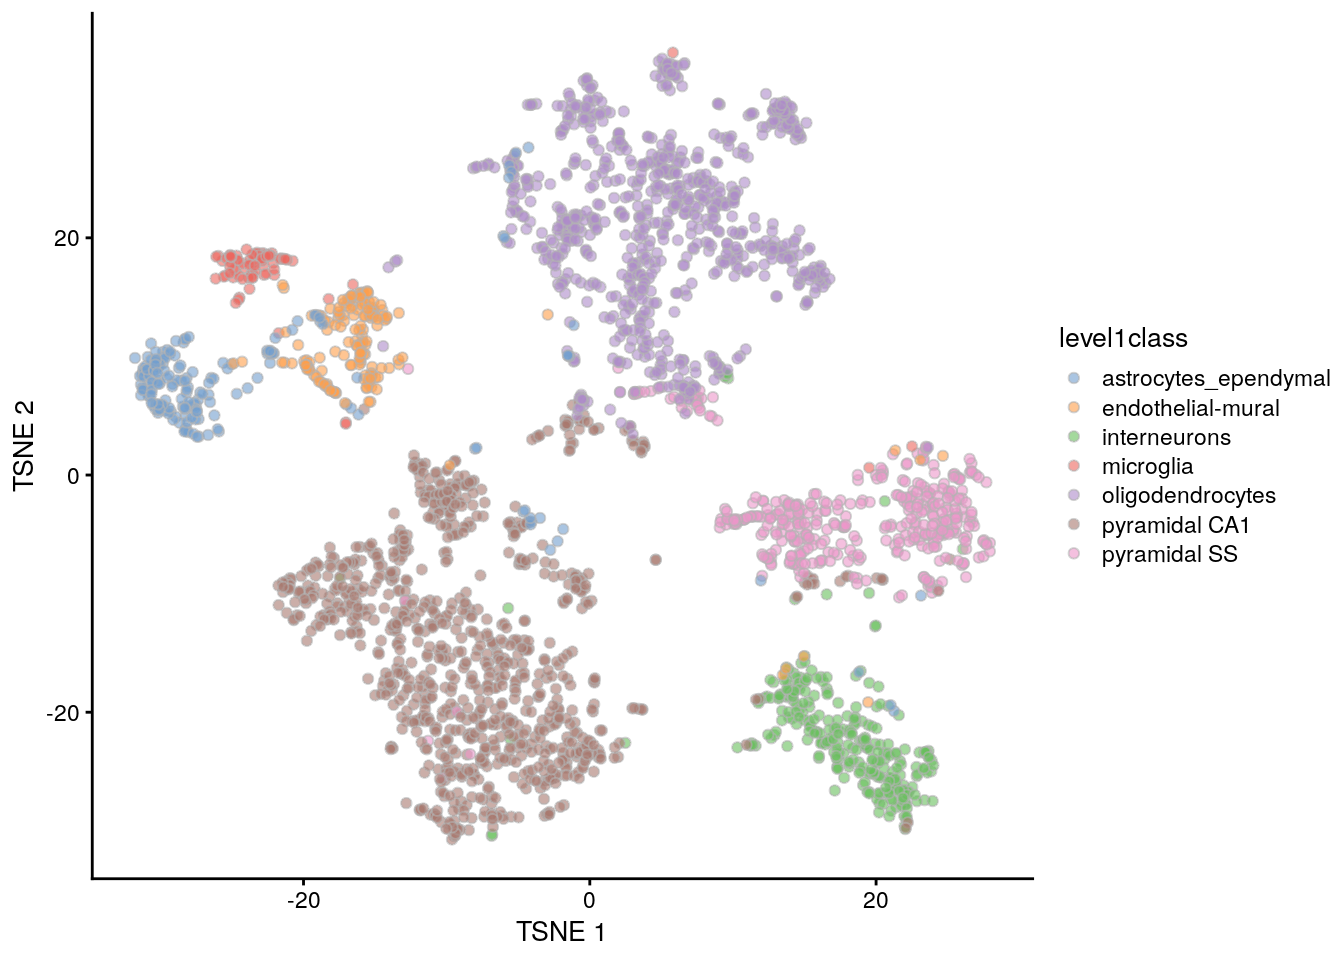 20
0
-20
TSNE 2
-20
0
20
TSNE 1
level1class
astrocytes_ependymal
endothelial-mural
interneurons
microglia
oligodendrocytes
pyramidal CA1
pyramidal SS